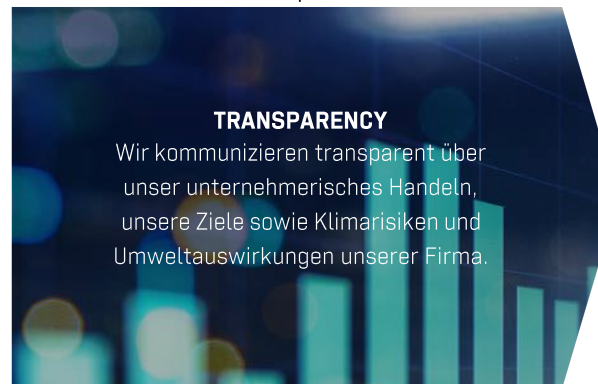 TRANSPARENCY
Wir kommunizieren transparent über
unser unternehmerisches Handeln,
unsere Ziele sowie Klimarisiken und
Umweltauswirkungen unserer Firma.